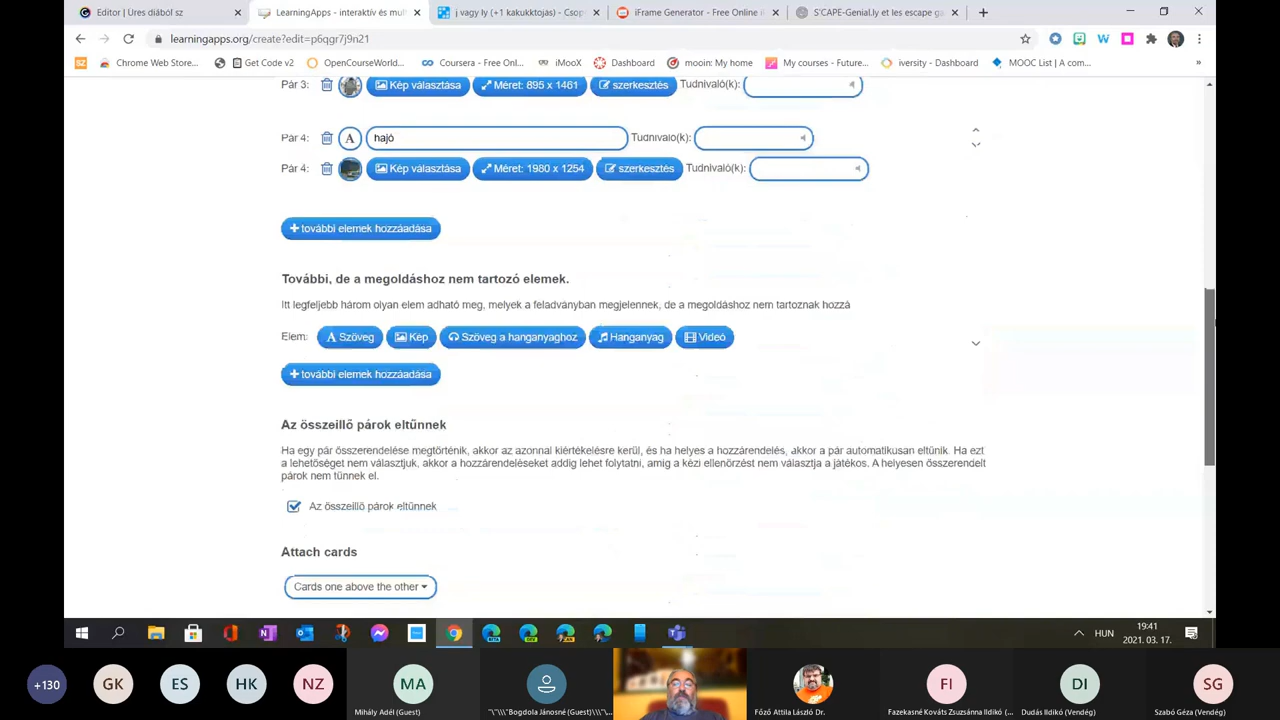 Editor | Üres diából sz
LearningApps - interaktív és mul
j vagy ly (+1 kakukktojás) - Csop
iFrame Generator - Free Online i
S'CAPE-Genial.ly et les escape ga
learningapps.org/create?edit=p6qgr7j9n21
Chrome Web Store...
Get Code v2
OpenCourseWorld...
Coursera - Free Onl...
iMooX
Dashboard
mooin: My home
My courses - Future...
iversity - Dashboard
MOOC List | A com...
»
Pár 3: Kép választása Méret: 895 x 1461 szerkesztés Tudnivaló(k):
Pár 4: A hajó Tudnivaló(k):
Pár 4: Kép választása Méret: 1980 x 1254 szerkesztés Tudnivaló(k):
+ további elemek hozzáadása
További, de a megoldáshoz nem tartozó elemek.
Itt legfeljebb három olyan elem adható meg, melyek a feladványban megjelennek, de a megoldáshoz nem tartoznak hozzá
Elem: A Szöveg Kép Szöveg a hanganyaghoz Hanganyag Videó
+ további elemek hozzáadása
Az összeillő párok eltűnnek
Ha egy pár összerendelése megtörténik, akkor az azonnal kiértékelésre kerül, és ha helyes a hozzárendelés, akkor a pár automatikusan eltűnik. Ha ezt
a lehetőséget nem választjuk, akkor a hozzárendeléseket addig lehet folytatni, amíg a kézi ellenőrzést nem választja a játékos. A helyesen összerendelt
párok nem tűnnek el.
Az összeillő párok eltűnnek
Attach cards
Cards one above the other
HUN
19:41
2021. 03. 17.
+130
GK
ES
HK
NZ
MA
FI
DI
SG
Mihály Adél (Guest)
"\"\\\"Bogdola Jánosné (Guest)\\\"\...
Főző Attila László Dr.
Fazekasné Kováts Zsuzsánna Ildikó (...
Dudás Ildikó (Vendég)
Szabó Géza (Vendég)